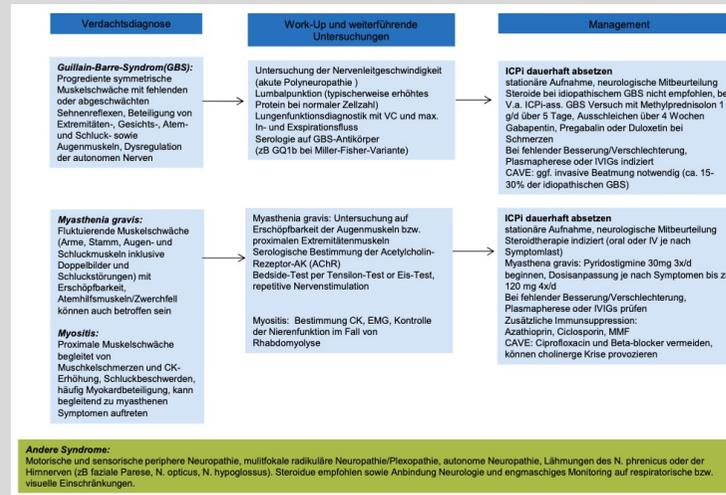 Verdachtsdiagnose
Work-Up und weiterführende
Untersuchungen
Management
Guillain-Barre-Syndrom(GBS):
Progrediente symmetrische
Muskelschwäche mit fehlenden
oder abgeschwächten
Sehnenreflexen, Beteiligung von
Extremitäten-, Gesichts-, Atem-
und Schluck- sowie
Augenmuskeln, Dysregulation
der autonomen Nerven
Untersuchung der Nervenleitgeschwindigkeit
(akute Polyneuropathie )
Lumbalpunktion (typischerweise erhöhtes
Protein bei normaler Zellzahl)
Lungenfunktionsdiagnostik mit VC und max.
In- und Exspirationsfluss
Serologie auf GBS-Antikörper
(zB GQ1b bei Miller-Fisher-Variante)
ICPi dauerhaft absetzen
stationäre Aufnahme, neurologische Mitbeurteilung
Steroide bei idiopathischem GBS nicht empfohlen, be
V.a. ICPi-ass. GBS Versuch mit Methylprednisolon 1
g/d über 5 Tage, Ausschleichen über 4 Wochen
Gabapentin, Pregabalin oder Duloxetin bei
Schmerzen
Bei fehlender Besserung/Verschlechterung,
Plasmapherese oder IVIGs indiziert
CAVE: ggf. invasive Beatmung notwendig (ca. 15-
30% der idiopathischen GBS)
Myasthenia gravis:
Fluktuierende Muskelschwäche
(Arme, Stamm, Augen- und
Schluckmuskeln inklusive
Doppelbilder und
Schluckstörungen) mit
Erschöpfbarkeit,
Atemhilfsmuskeln/Zwerchfell
können auch betroffen sein
Myositis:
Proximale Muskelschwäche
begleitet von
Muschkelschmerzen und CK-
Erhöhung, Schluckbeschwerden,
häufig Myokardbeteiligung, kann
begleitend zu myasthenen
Symptomen auftreten
Myasthenia gravis: Untersuchung auf
Erschöpfbarkeit der Augenmuskeln bzw.
proximalen Extremitätenmuskeln
Serologische Bestimmung der Acetylcholin-
Rezeptor-AK (AChR)
Bedside-Test per Tensilon-Test or Eis-Test,
repetitive Nervenstimulation
Myositis: Bestimmung CK, EMG, Kontrolle
der Nierenfunktion im Fall von
Rhabdomyolyse
ICPi dauerhaft absetzen
stationäre Aufnahme, neurologische Mitbeurteilung
Steroidtherapie indiziert (oral oder IV je nach
Symptomlast)
Myasthena gravis: Pyridostigmine 30mg 3x/d
beginnen, Dosisanpassung je nach Symptomen bis z
120 mg 4x/d
Bei fehlender Besserung/Verschlechterung,
Plasmapherese oder IVIGs prüfen
Zusätzliche Immunsuppression:
Azathioprin, Ciclosporin, MMF
CAVE: Ciprofloxacin und Beta-blocker vermeiden,
können cholinerge Krise provozieren
Andere Syndrome:
Motorische und sensorische periphere Neuropathie, mulitfokale radikuläre Neuropathie/Plexopathie, autonome Neuropathie, Lähmungen des N. phrenicus oder der
Hirnnerven (zB faziale Parese, N. opticus, N. hypoglossus). Steroidue empfohlen sowie Anbindung Neurologie und engmaschiges Monitoring auf respiratorische bzw.
visuelle Einschränkungen.